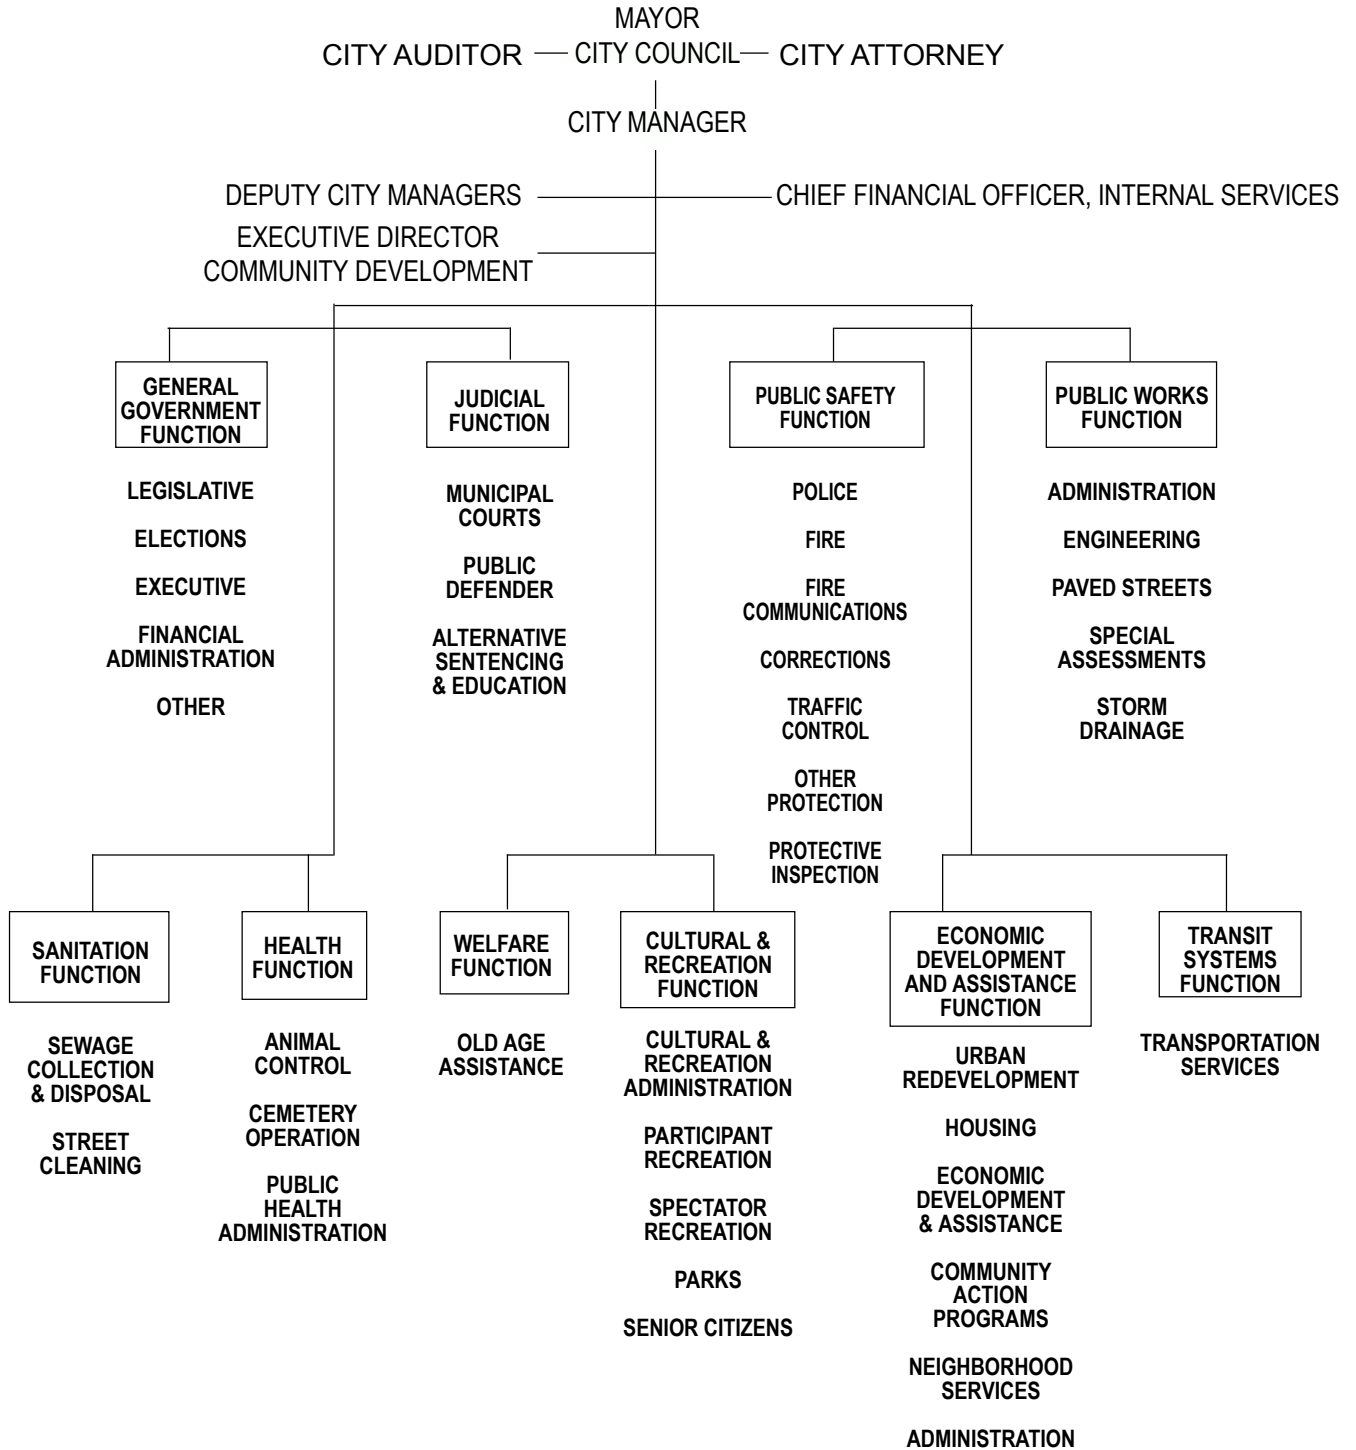 MAYOR
CITY AUDITOR
CITY COUNCIL
CITY ATTORNEY
CITY MANAGER
DEPUTY CITY MANAGERS
CHIEF FINANCIAL OFFICER, INTERNAL SERVICES
EXECUTIVE DIRECTOR
COMMUNITY DEVELOPMENT
GENERAL
GOVERNMENT
FUNCTION
LEGISLATIVE
ELECTIONS
EXECUTIVE
FINANCIAL
ADMINISTRATION
OTHER
JUDICIAL
FUNCTION
MUNICIPAL
COURTS
PUBLIC
DEFENDER
ALTERNATIVE
SENTENCING
& EDUCATION
PUBLIC SAFETY
FUNCTION
POLICE
FIRE
FIRE
COMMUNICATIONS
CORRECTIONS
TRAFFIC
CONTROL
OTHER
PROTECTION
PROTECTIVE
INSPECTION
PUBLIC WORKS
FUNCTION
ADMINISTRATION
ENGINEERING
PAVED STREETS
SPECIAL
ASSESSMENTS
STORM
DRAINAGE
SANITATION
FUNCTION
SEWAGE
COLLECTION
& DISPOSAL
STREET
CLEANING
HEALTH
FUNCTION
ANIMAL
CONTROL
CEMETERY
OPERATION
PUBLIC
HEALTH
ADMINISTRATION
WELFARE
FUNCTION
OLD AGE
ASSISTANCE
CULTURAL &
RECREATION
FUNCTION
CULTURAL &
RECREATION
ADMINISTRATION
PARTICIPANT
RECREATION
SPECTATOR
RECREATION
PARKS
SENIOR CITIZENS
ECONOMIC
DEVELOPMENT
AND ASSISTANCE
FUNCTION
URBAN
REDEVELOPMENT
HOUSING
ECONOMIC
DEVELOPMENT
& ASSISTANCE
COMMUNITY
ACTION
PROGRAMS
NEIGHBORHOOD
SERVICES
ADMINISTRATION
TRANSIT
SYSTEMS
FUNCTION
TRANSPORTATION
SERVICES